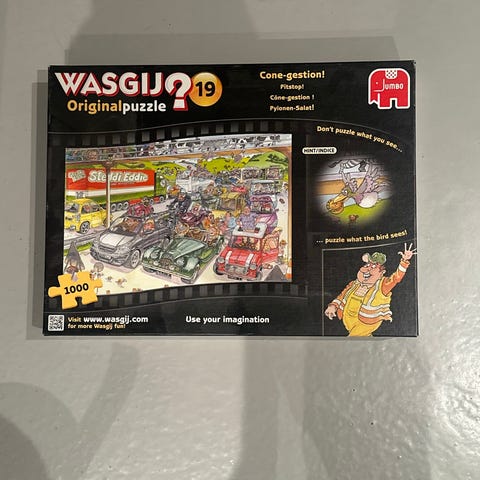 WASGIJ?
19
Originalpuzzle
Cone-gestion!
Pitstop!
Cône-gestion !
Pylonen-Salat!
Jumbo
Don't puzzle what you see...
HINT/INDICE
... puzzle what the bird sees!
Steddi Eddie
1000
Visit www.wasgij.com
for more Wasgij fun!
Use your imagination